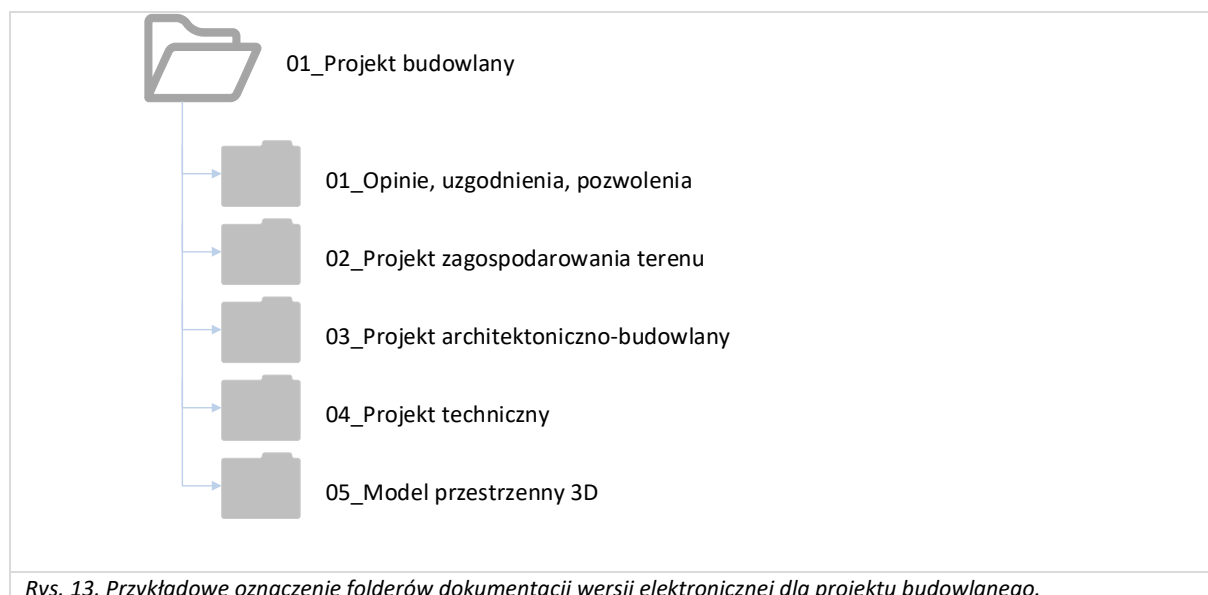 01_Projekt budowlany
01_Opinie, uzgodnienia, pozwolenia
02_Projekt zagospodarowania terenu
03_Projekt architektoniczno-budowlany
04_Projekt techniczny
05_Model przestrzenny 3D
Rys. 13. Przykładowe oznaczenie folderów dokumentacji wersji elektronicznej dla projektu budowlanego.